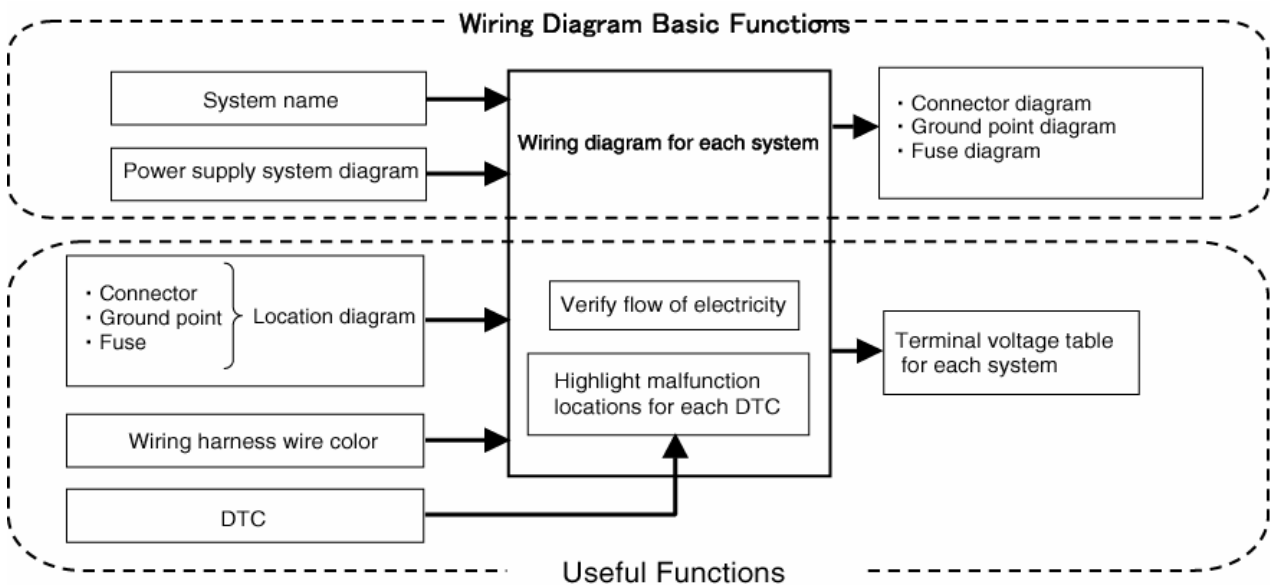 Wiring Diagram Basic Functions
System name
Power supply system diagram
Wiring diagram for each system
・Connector diagram
・Ground point diagram
・Fuse diagram
・Connector
・Ground point
・Fuse
Location diagram
Verify flow of electricity
Highlight malfunction
locations for each DTC
Terminal voltage table
for each system
Wiring harness wire color
DTC
Useful Functions